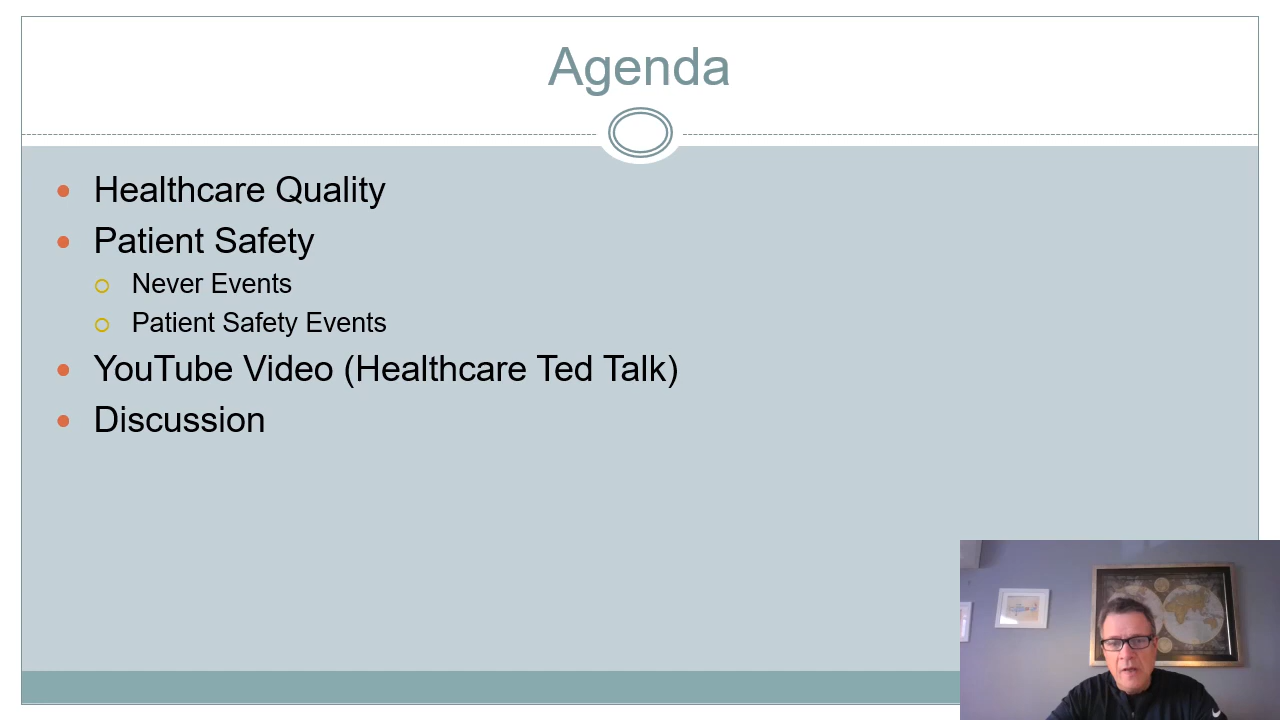 Agenda
Healthcare Quality
Patient Safety
Never Events
Patient Safety Events
YouTube Video (Healthcare Ted Talk)
Discussion